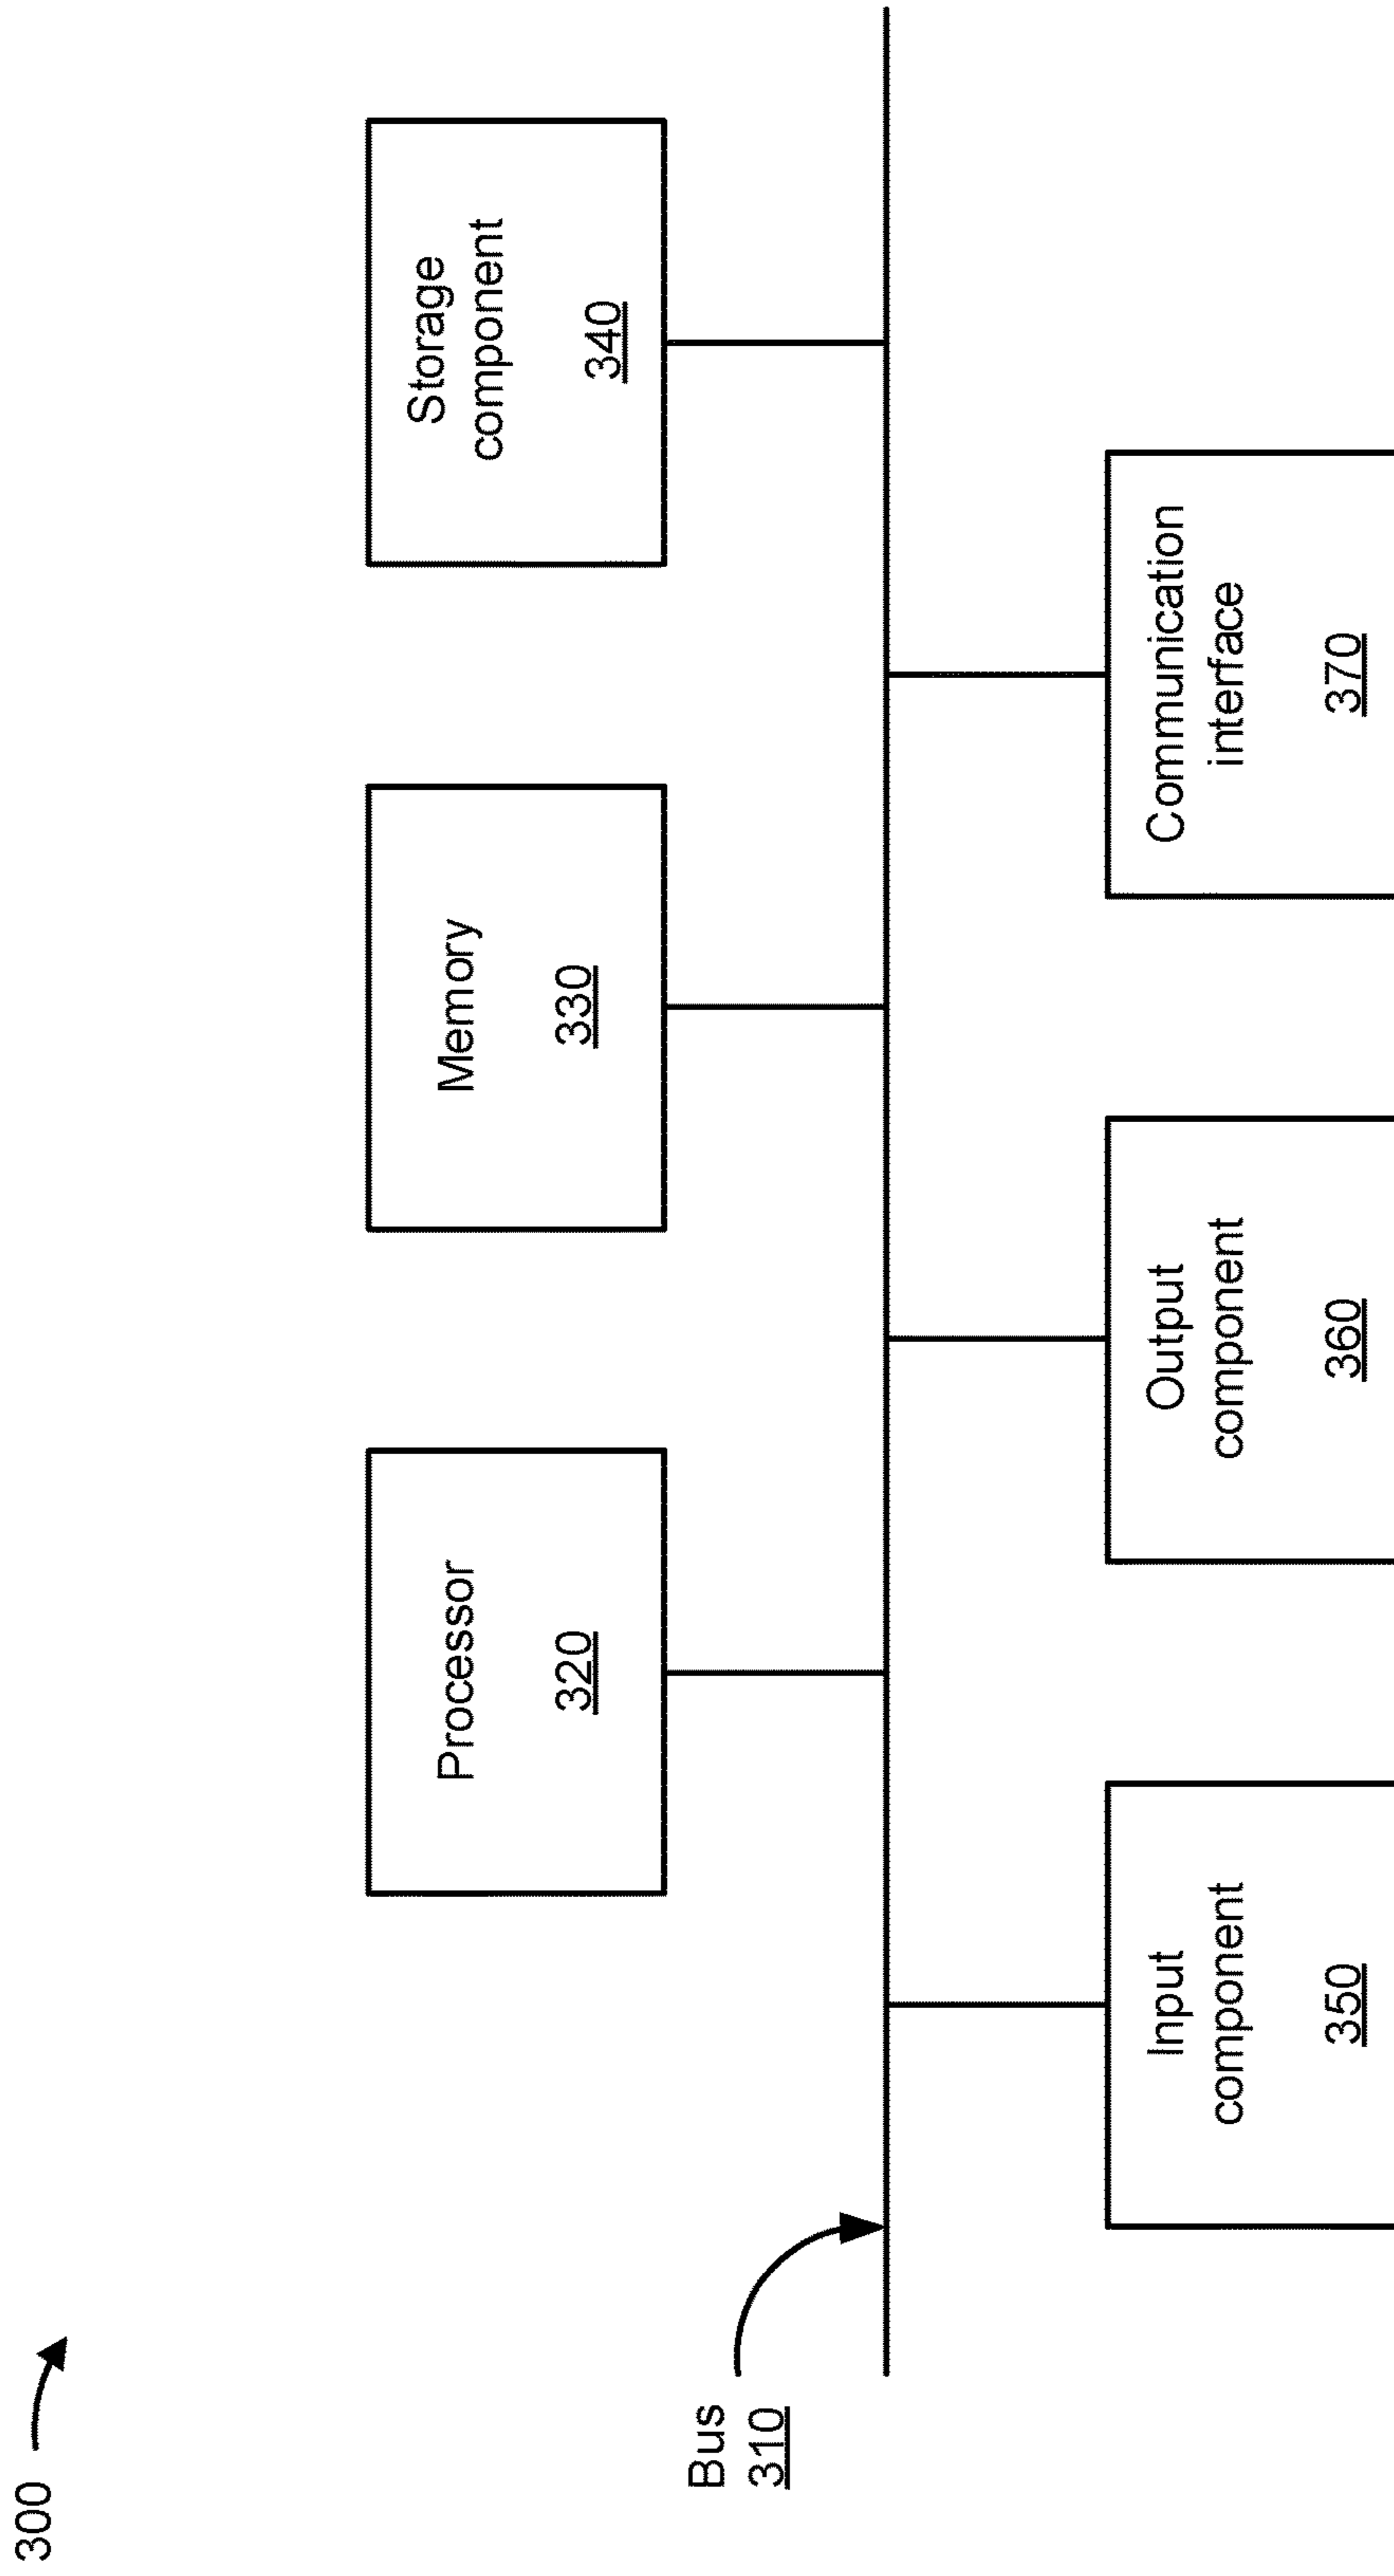 300
Processor
320
Memory
330
Storage
component
340
Bus
310
Input
component
350
Output
component
360
Communication
interface
370